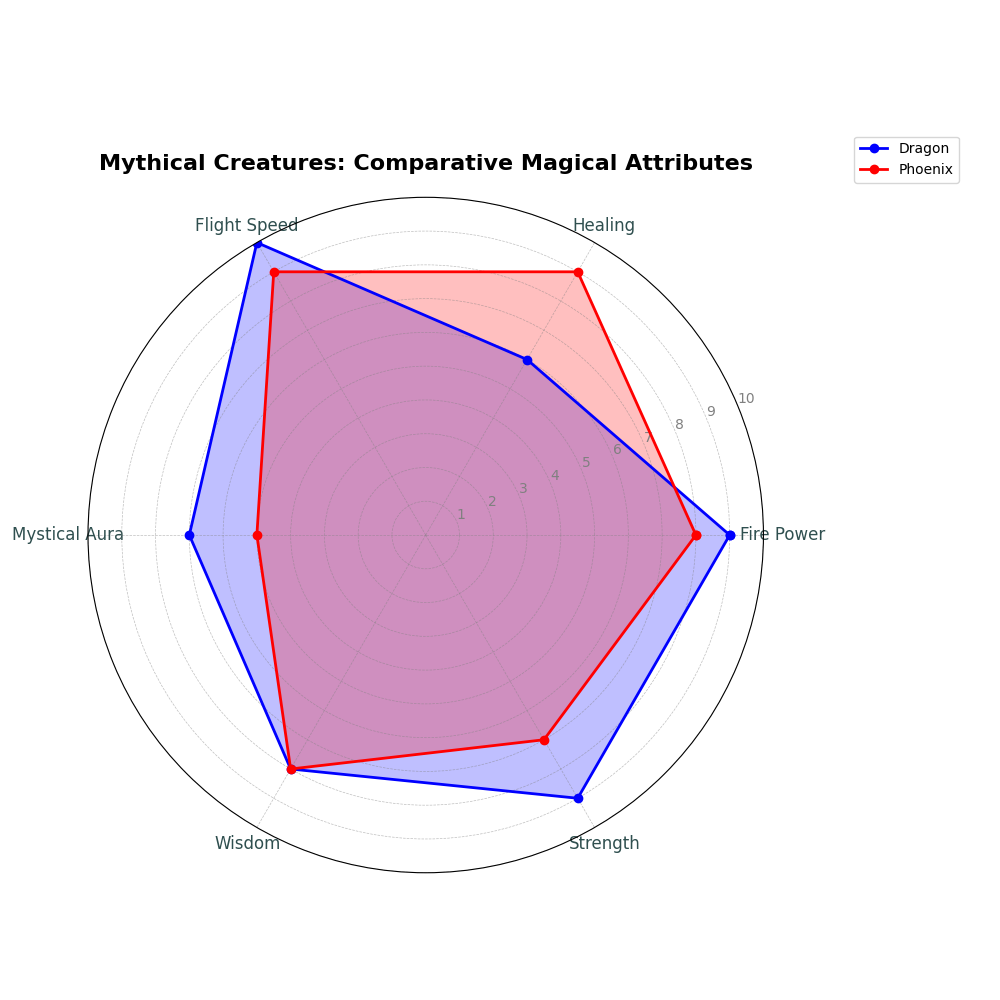 Mythical Creatures: Comparative Magical Attributes
Dragon
Phoenix
Flight Speed
Healing
Mystical Aura
Fire Power
Wisdom
Strength
1
2
3
4
5
6
7
8
9
10